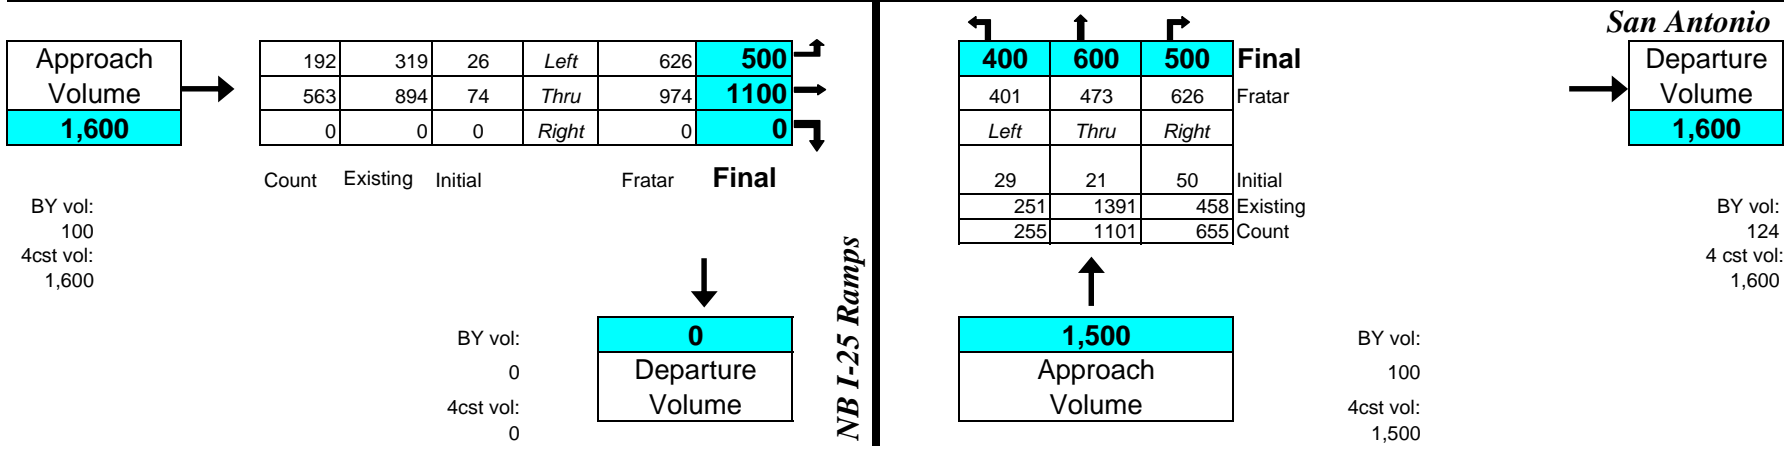 San Antonio
Approach
Volume
1,600
192 319 26 Left 626 500
563 894 74 Thru 974 1100
0 0 0 Right 0 0
Count Existing Initial Fratar Final
BY vol:
100
4cst vol:
1,600
BY vol:
0
4cst vol:
0
0
Departure
Volume
NB I-25 Ramps
400 600 500 Final
401 473 626 Fratar
Left Thru Right
29 21 50 Initial
251 1391 458 Existing
255 1101 655 Count
1,500
Approach
Volume
BY vol:
100
4cst vol:
1,500
Departure
Volume
1,600
BY vol:
124
4 cst vol:
1,600